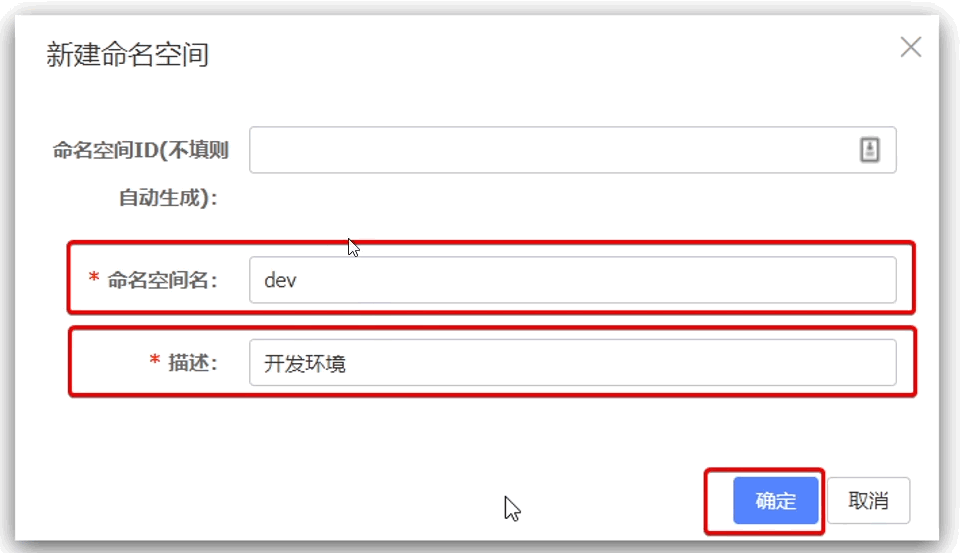 新建命名空间
命名空间ID(不填则
自动生成):
* 命名空间名: dev
* 描述: 开发环境
确定 取消